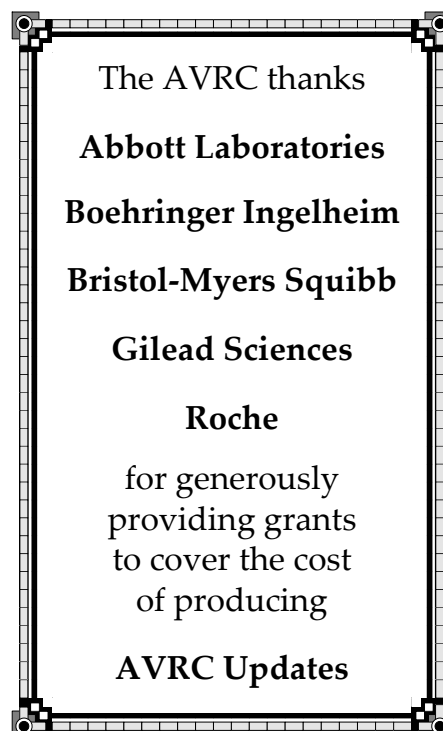 The AVRC thanks
Abbott Laboratories
Boehringer Ingelheim
Bristol-Myers Squibb
Gilead Sciences
Roche
for generously
providing grants
to cover the cost
of producing
AVRC Updates